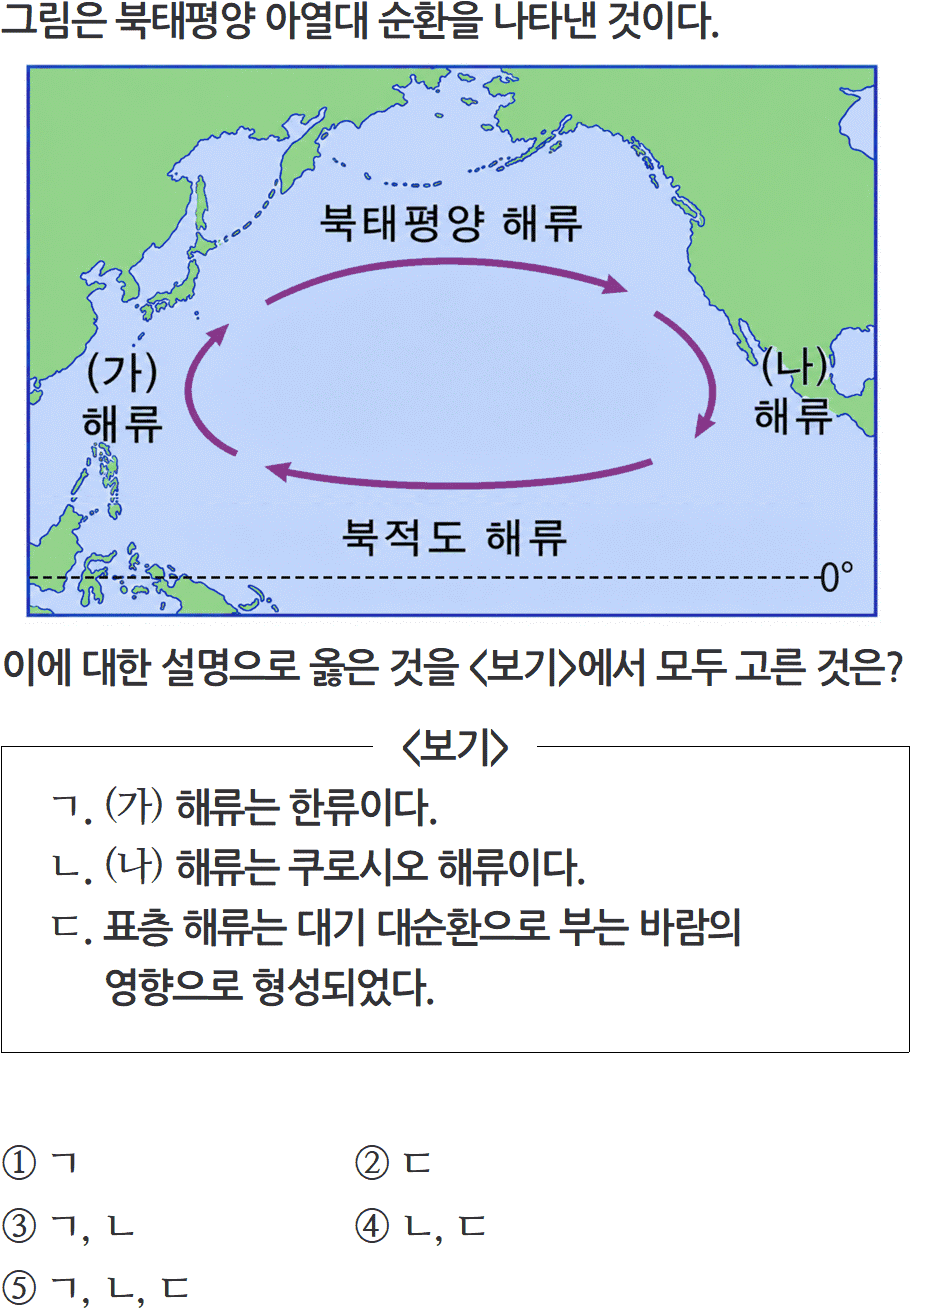 그림은 북태평양 아열대 순환을 나타낸 것이다.
북태평양 해류
(가)
해류
(나)
해류
북적도 해류
0°
이에 대한 설명으로 옳은 것을 <보기>에서 모두 고른 것은?
<보기>
ㄱ. (가) 해류는 한류이다.
ㄴ. (나) 해류는 쿠로시오 해류이다.
ㄷ. 표층 해류는 대기 대순환으로 부는 바람의
영향으로 형성되었다.
① ㄱ ② ㄷ
③ ㄱ, ㄴ ④ ㄴ, ㄷ
⑤ ㄱ, ㄴ, ㄷ